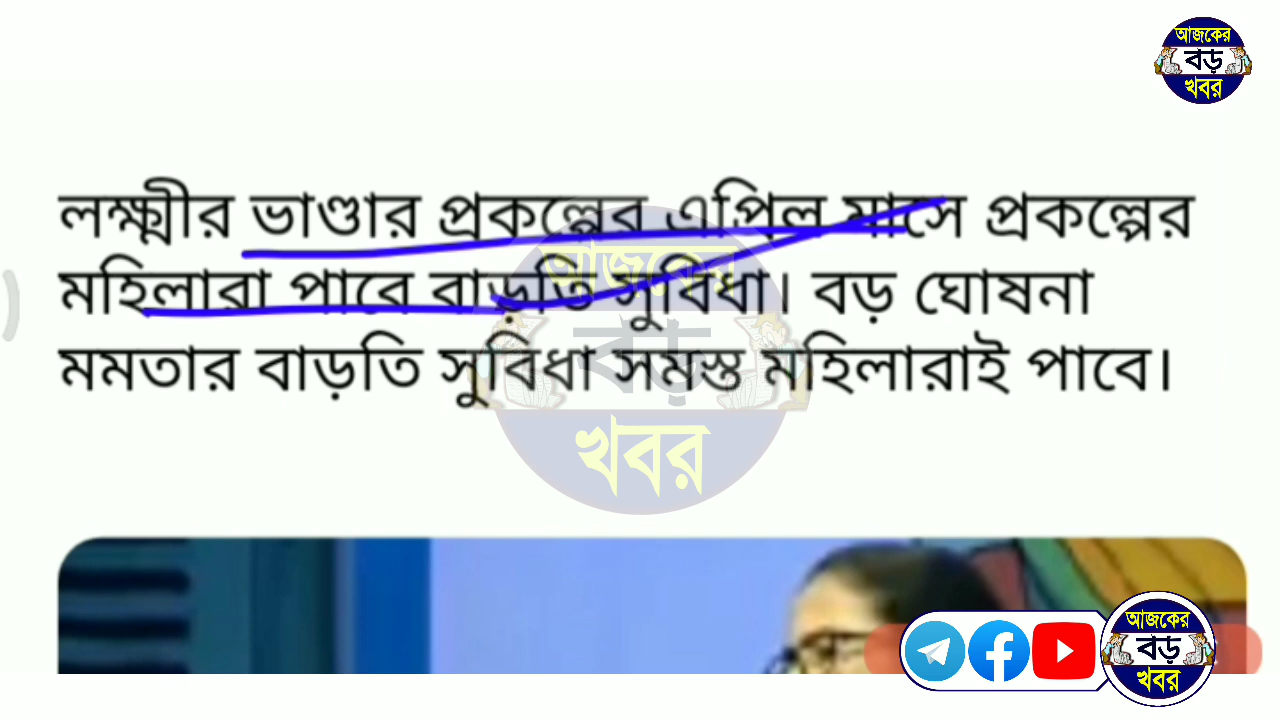 আজকের
বড়
খবর
লক্ষ্মীর ভাণ্ডার প্রকল্পের এপ্রিল মাসে প্রকল্পের
মহিলারা পাবে বাড়তি সুবিধা। বড় ঘোষনা
মমতার বাড়তি সুবিধা সমস্ত মহিলারাই পাবে।
আজকের
বড়
খবর
আজকের
বড়
খবর